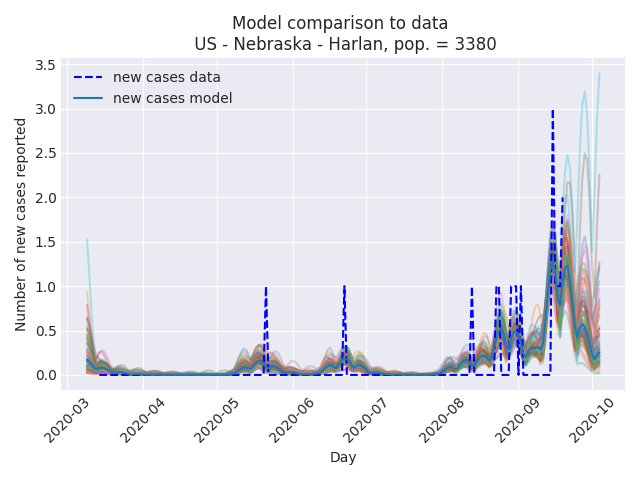 Model comparison to data
US - Nebraska - Harlan, pop. = 3380
new cases data
new cases model
Number of new cases reported
3.5
3.0
2.5
2.0
1.5
1.0
0.5
0.0
2020-03
2020-04
2020-05
2020-06
2020-07
2020-08
2020-09
2020-10
Day